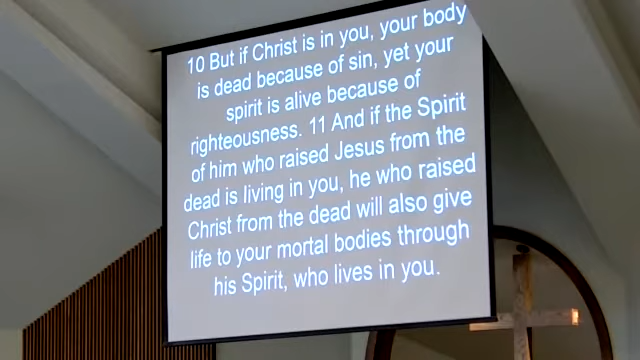 10 But if Christ is in you, your body
is dead because of sin, yet your
spirit is alive because of
righteousness. 11 And if the Spirit
of him who raised Jesus from the
dead is living in you, he who raised
Christ from the dead will also give
life to your mortal bodies through
his Spirit, who lives in you.